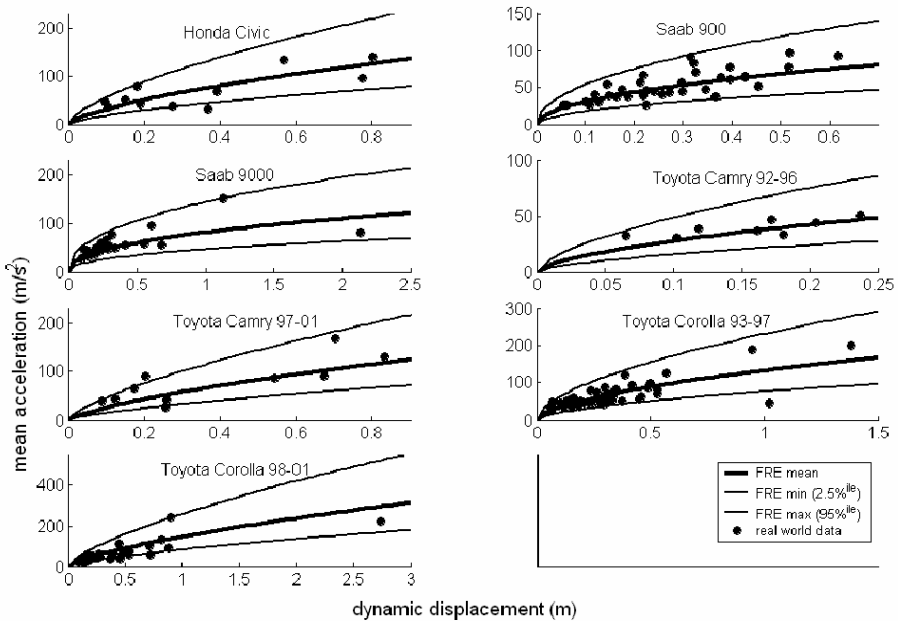 Honda Civic
200
100
0
0 0.2 0.4 0.6 0.8
Saab 900
150
100
50
0
0 0.1 0.2 0.3 0.4 0.5 0.6
Saab 9000
200
100
0
0 0.5 1 1.5 2 2.5
Toyota Camry 92-96
100
50
0
0 0.05 0.1 0.15 0.2 0.25
Toyota Camry 97-01
200
100
0
0 0.2 0.4 0.6 0.8
Toyota Corolla 93-97
300
200
100
0
0 0.5 1 1.5
Toyota Corolla 98-01
400
200
0
0 0.5 1 1.5 2 2.5 3
FRE mean
FRE min (2.5%ile)
FRE max (95%ile)
real world data
mean acceleration (m/s²)
dynamic displacement (m)